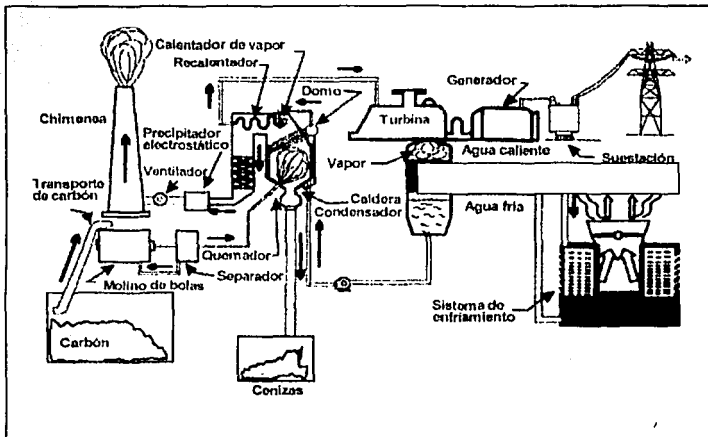 Calentador de vapor
Recalentador
Domo
Generador
Chimenea
Turbina
Precipitador
electrostático
Agua caliente
Suestación
Vapor
Ventilador
Transporte
de carbón
Caldera
Condensador
Agua fría
Quemador
Separador
Molino de bolas
Sistema de
enfriamiento
Carbón
Cenizas